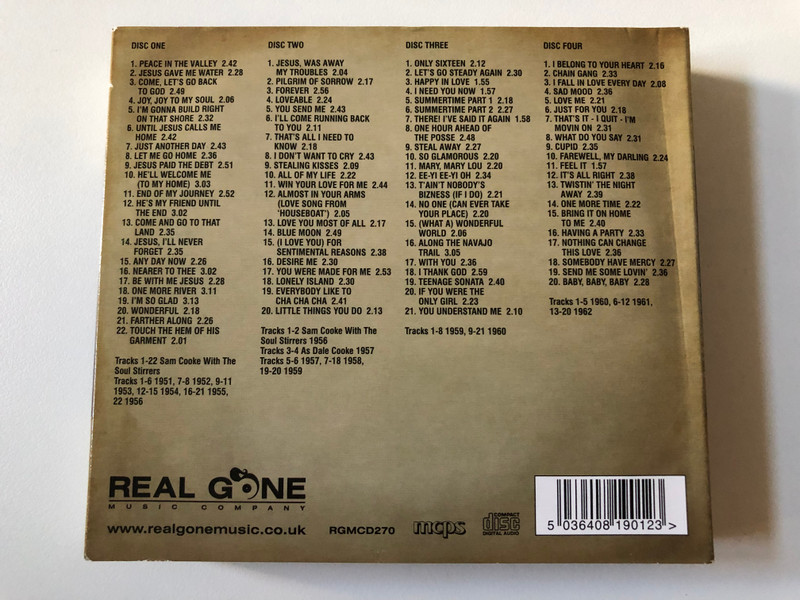 DISC ONE
1. PEACE IN THE VALLEY 2.42
2. JESUS GAVE ME WATER 2.28
3. COME, LET'S GO BACK
TO GOD 2.49
4. JOY, JOY TO MY SOUL 2.06
5. I'M GONNA BUILD RIGHT
ON THAT SHORE 2.32
6. UNTIL JESUS CALLS ME
HOME 2.42
7. JUST ANOTHER DAY 2.43
8. LET ME GO HOME 2.36
9. JESUS PAID THE DEBT 2.51
10. HE'LL WELCOME ME
(TO MY HOME) 3.03
11. END OF MY JOURNEY 2.52
12. HE'S MY FRIEND UNTIL
THE END 3.02
13. COME AND GO TO THAT
LAND 2.35
14. JESUS, I'LL NEVER
FORGET 2.35
15. ANY DAY NOW 2.26
16. NEARER TO THEE 3.02
17. BE WITH ME JESUS 2.28
18. ONE MORE RIVER 3.11
19. I'M SO GLAD 3.13
20. WONDERFUL 2.18
21. FARTHER ALONG 2.26
22. TOUCH THE HEM OF HIS
GARMENT 2.01
Tracks 1-22 Sam Cooke With The
Soul Stirrers
Tracks 1-6 1951, 7-8 1952, 9-11
1953, 12-15 1954, 16-21 1955,
22 1956
DISC TWO
1. JESUS, WAS AWAY
MY TROUBLES 2.04
2. PILGRIM OF SORROW 2.17
3. FOREVER 2.56
4. LOVEABLE 2.24
5. YOU SEND ME 2.43
6. I'LL COME RUNNING BACK
TO YOU 2.11
7. THAT'S ALL I NEED TO
KNOW 2.18
8. I DON'T WANT TO CRY 2.43
9. STEALING KISSES 2.09
10. ALL OF MY LIFE 2.22
11. WIN YOUR LOVE FOR ME 2.44
12. ALMOST IN YOUR ARMS
(LOVE SONG FROM
'HOUSEBOAT') 2.05
13. LOVE YOU MOST OF ALL 2.17
14. BLUE MOON 2.49
15. (I LOVE YOU) FOR
SENTIMENTAL REASONS 2.38
16. DESIRE ME 2.30
17. YOU WERE MADE FOR ME 2.53
18. LONELY ISLAND 2.30
19. EVERYBODY LIKE TO
CHA CHA CHA 2.41
20. LITTLE THINGS YOU DO 2.13
Tracks 1-2 Sam Cooke With The
Soul Stirrers 1956
Tracks 3-4 As Dale Cooke 1957
Tracks 5-6 1957, 7-18 1958,
19-20 1959
DISC THREE
1. ONLY SIXTEEN 2.12
2. LET'S GO STEADY AGAIN 2.30
3. HAPPY IN LOVE 1.55
4. I NEED YOU NOW 1.57
5. SUMMERTIME PART 1 2.18
6. SUMMERTIME PART 2 2.27
7. THERE! I'VE SAID IT AGAIN 1.58
8. ONE HOUR AHEAD OF
THE POSSE 2.48
9. STEAL AWAY 2.27
10. SO GLAMOROUS 2.20
11. MARY, MARY LOU 2.20
12. EE-YI EE-YI OH 2.34
13. T'AIN'T NOBODY'S
BIZNESS (IF I DO) 2.21
14. NO ONE (CAN EVER TAKE
YOUR PLACE) 2.20
15. (WHAT A) WONDERFUL
WORLD 2.06
16. ALONG THE NAVAJO
TRAIL 3.05
17. WITH YOU 2.36
18. I THANK GOD 2.59
19. TEENAGE SONATA 2.40
20. IF YOU WERE THE
ONLY GIRL 2.23
21. YOU UNDERSTAND ME 2.10
Tracks 1-8 1959, 9-21 1960
DISC FOUR
1. I BELONG TO YOUR HEART 2.16
2. CHAIN GANG 2.33
3. I FALL IN LOVE EVERY DAY 2.08
4. SAD MOOD 2.36
5. LOVE ME 2.21
6. JUST FOR YOU 2.18
7. THAT'S IT - I QUIT - I'M
MOVIN ON 2.31
8. WHAT DO YOU SAY 2.31
9. CUPID 2.35
10. FAREWELL, MY DARLING 2.24
11. FEEL IT 1.57
12. IT'S ALL RIGHT 2.38
13. TWISTIN' THE NIGHT
AWAY 2.39
14. ONE MORE TIME 2.22
15. BRING IT ON HOME
TO ME 2.40
16. HAVING A PARTY 2.33
17. NOTHING CAN CHANGE
THIS LOVE 2.36
18. SOMEBODY HAVE MERCY 2.27
19. SEND ME SOME LOVIN' 2.36
20. BABY, BABY, BABY 2.28
Tracks 1-5 1960, 6-12 1961,
13-20 1962
REAL GONE
MUSIC COMPANY
www.realgonemusic.co.uk
RGMCD270
mcps
COMPACT
disc
DIGITAL AUDIO
5 036408 190123 >